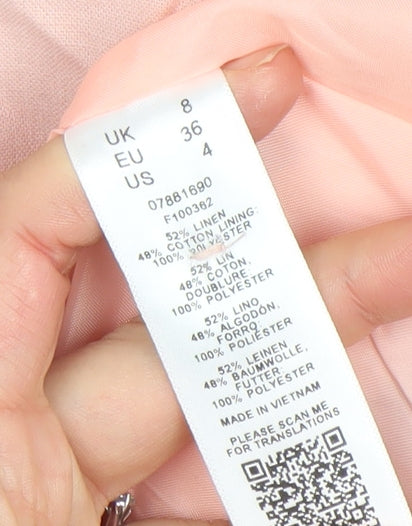 UK 8
EU 36
US 4
07881690
F100362
52% LINEN
48% COTTON, LINING:
100% POLYESTER
52% LIN
48% COTON,
DOUBLURE:
100% POLYESTER
52% LINO,
48% ALGODÓN,
FORRO:
100% POLIÉSTER
52% LEINEN
48% BAUMWOLLE,
FUTTER:
100% POLYESTER
MADE IN VIETNAM
PLEASE SCAN ME
FOR TRANSLATIONS